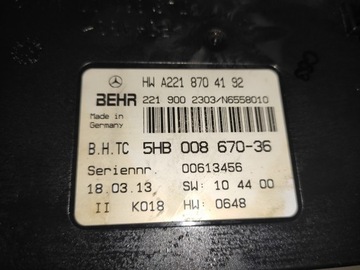 HW A221 870 41 92
BEHR 221 900 2303/N6558010
Made in
Germany
B.H.TC 5HB 008 670-36
Seriennr. 00613456
18.03.13 SW: 10 44 00
II K018 HW: 0648